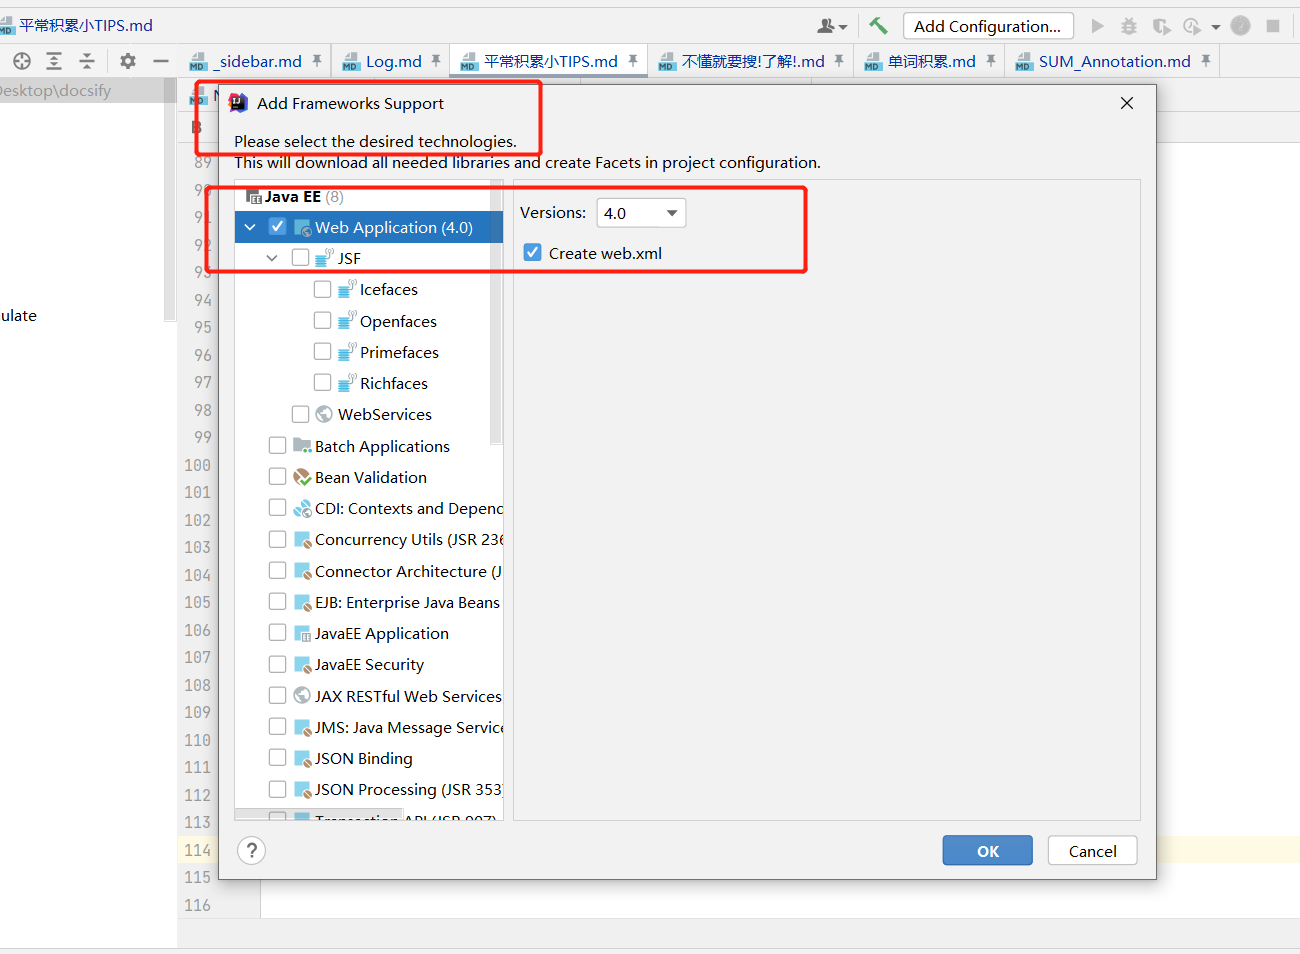 平常积累小TIPS.md
Add Configuration...
_sidebar.md
Log.md
平常积累小TIPS.md
不懂就要搜!了解!.md
单词积累.md
SUM_Annotation.md
Desktop\docsify
ulate
Add Frameworks Support
Please select the desired technologies.
This will download all needed libraries and create Facets in project configuration.
Java EE (8)
Web Application (4.0)
JSF
Icefaces
Openfaces
Primefaces
Richfaces
WebServices
Batch Applications
Bean Validation
CDI: Contexts and Depend
Concurrency Utils (JSR 236
Connector Architecture (J
EJB: Enterprise Java Beans
JavaEE Application
JavaEE Security
JAX RESTful Web Services
JMS: Java Message Service
JSON Binding
JSON Processing (JSR 353)
Transaction API (JSR 907)
Versions: 4.0
Create web.xml
?
OK
Cancel
89
90
91
92
93
94
95
96
97
98
99
100
101
102
103
104
105
106
107
108
109
110
111
112
113
114
115
116